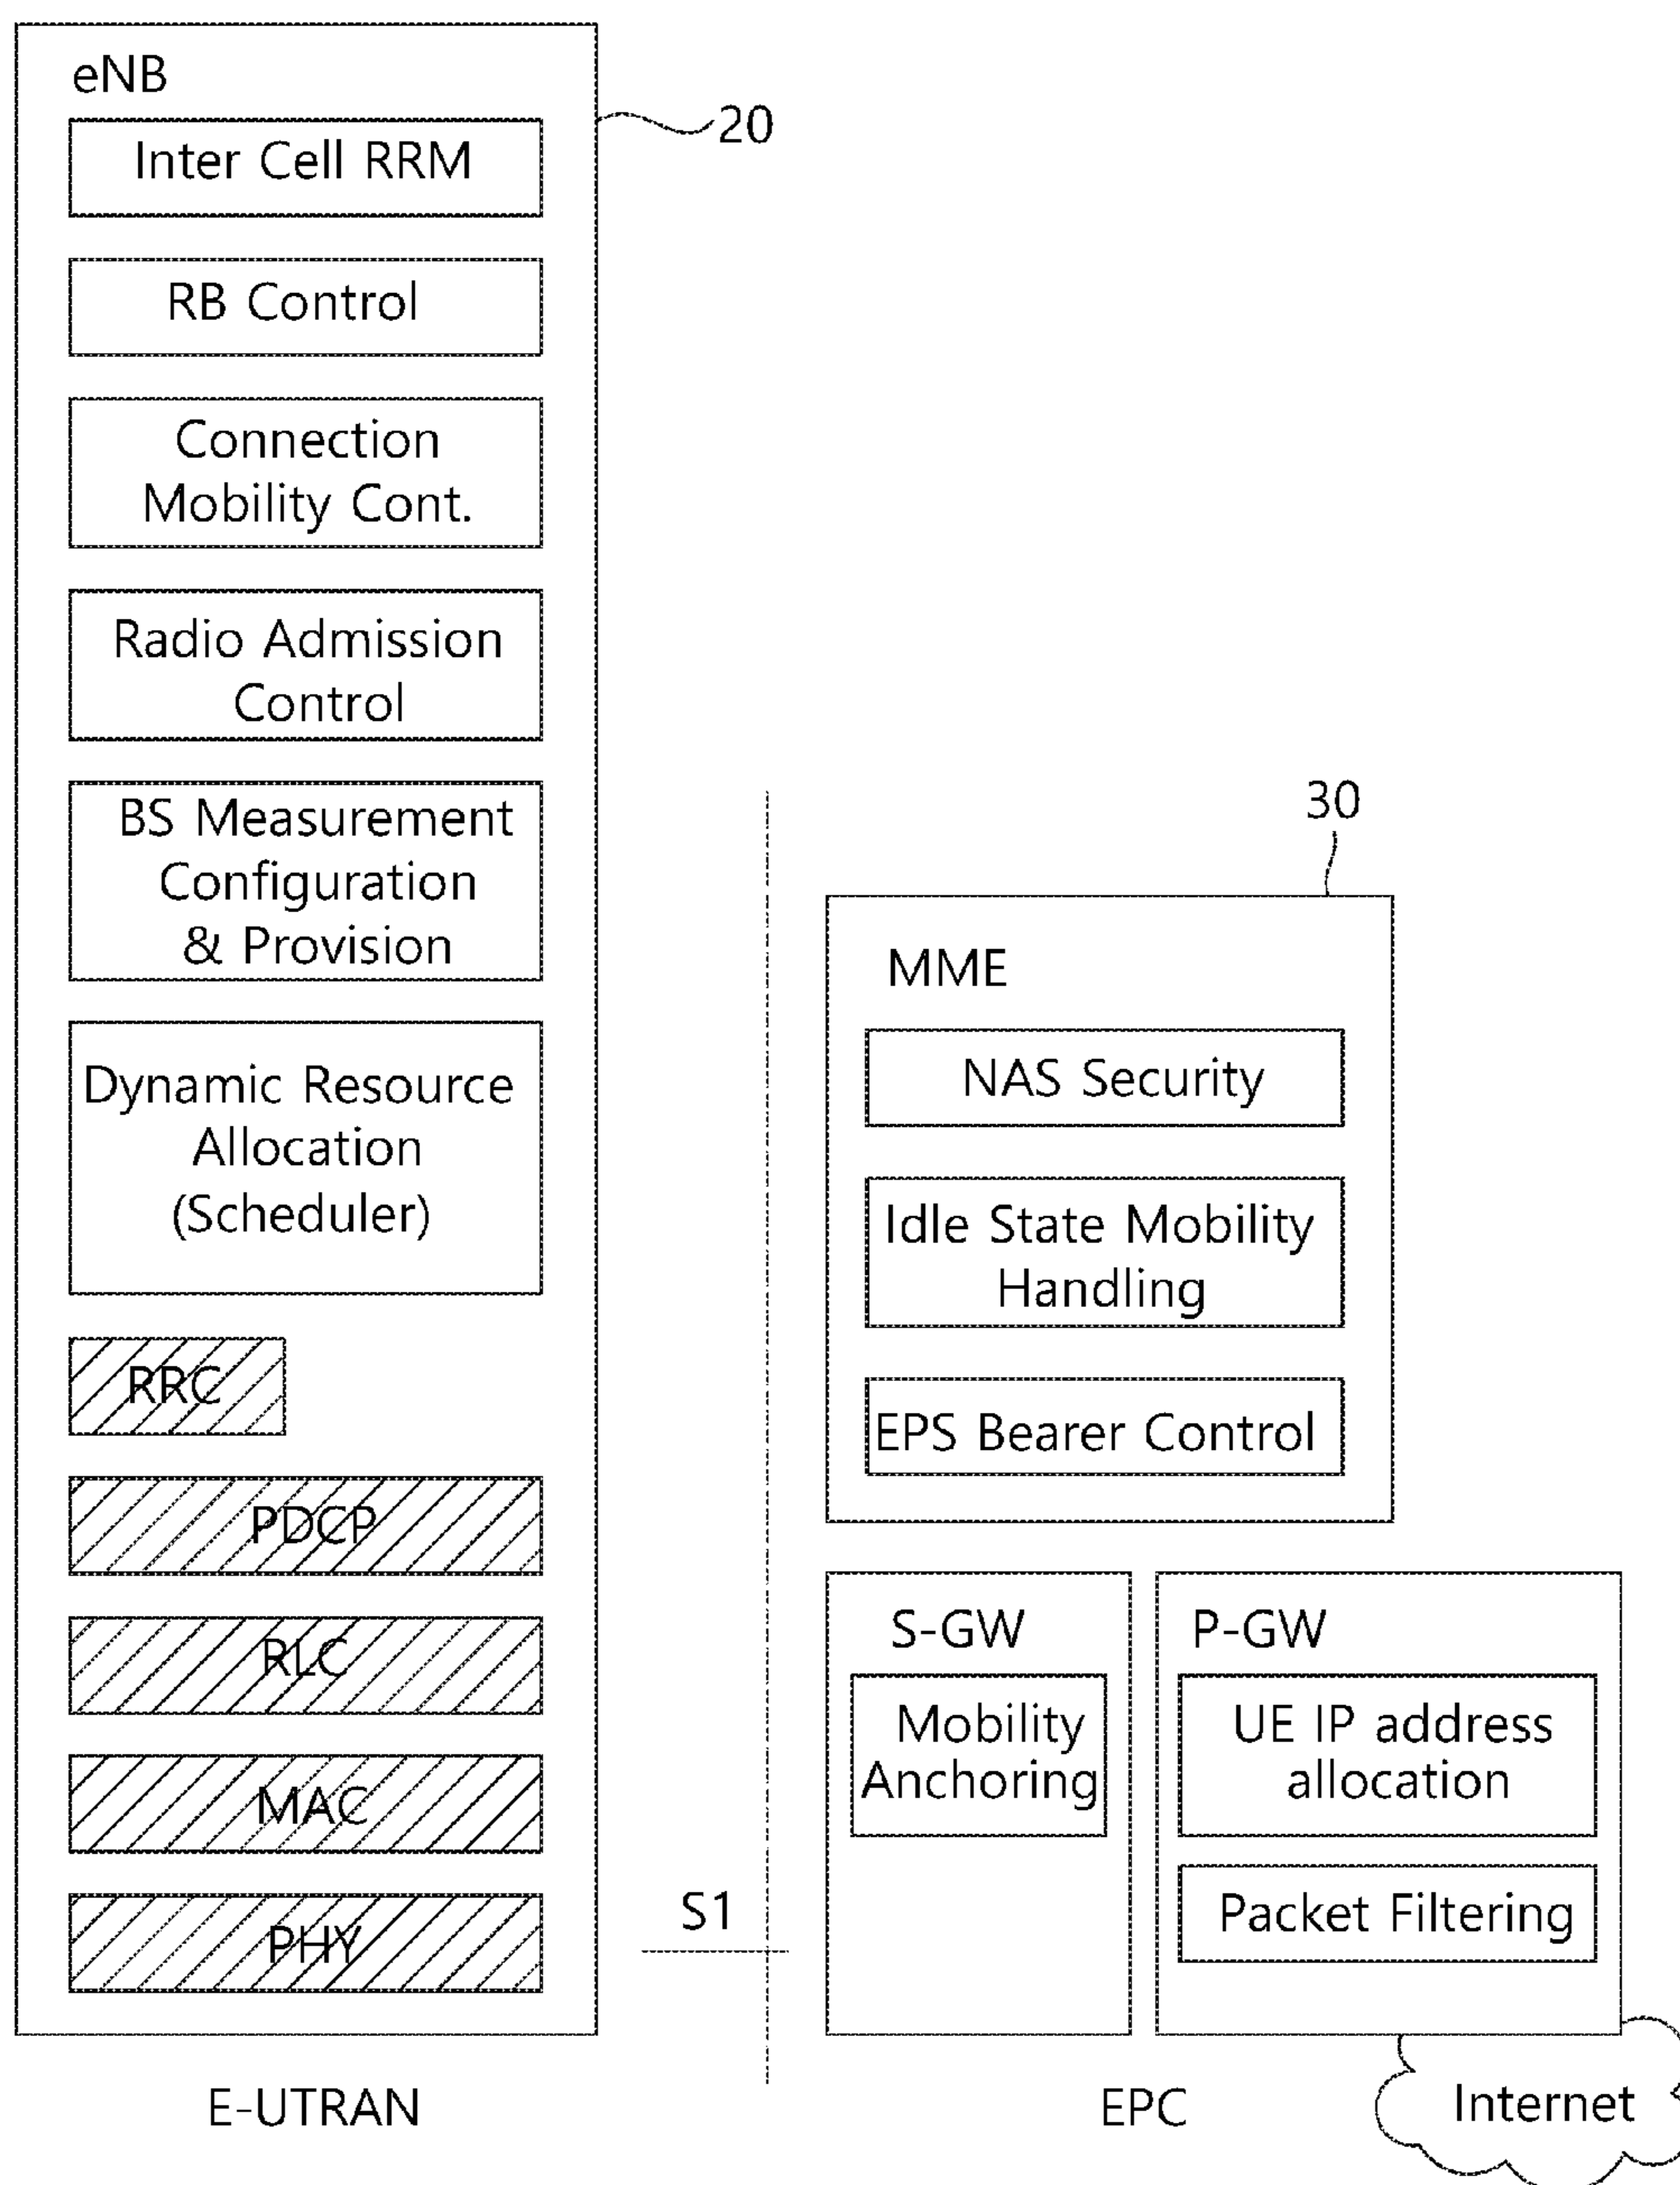 eNB
20
Inter Cell RRM
RB Control
Connection
Mobility Cont.
Radio Admission
Control
BS Measurement
Configuration
& Provision
Dynamic Resource
Allocation
(Scheduler)
RRC
PDCP
RLC
MAC
PHY
E-UTRAN
S1
30
MME
NAS Security
Idle State Mobility
Handling
EPS Bearer Control
S-GW
Mobility
Anchoring
P-GW
UE IP address
allocation
Packet Filtering
EPC
Internet